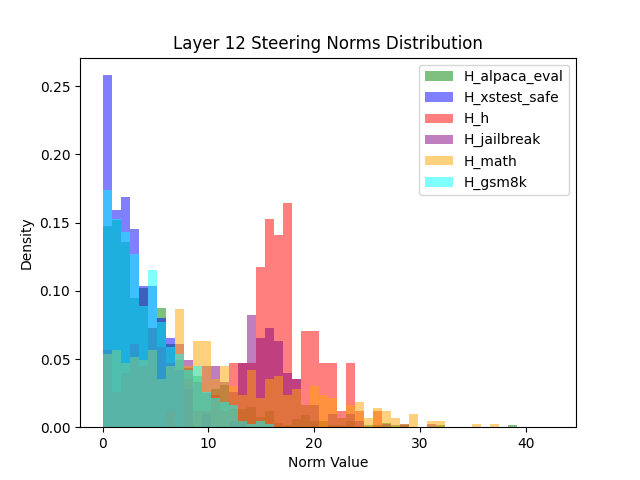 Layer 12 Steering Norms Distribution
H_alpaca_eval
H_xstest_safe
H_h
H_jailbreak
H_math
H_gsm8k
0.25
0.20
0.15
0.10
0.05
0.00
Density
0 10 20 30 40
Norm Value